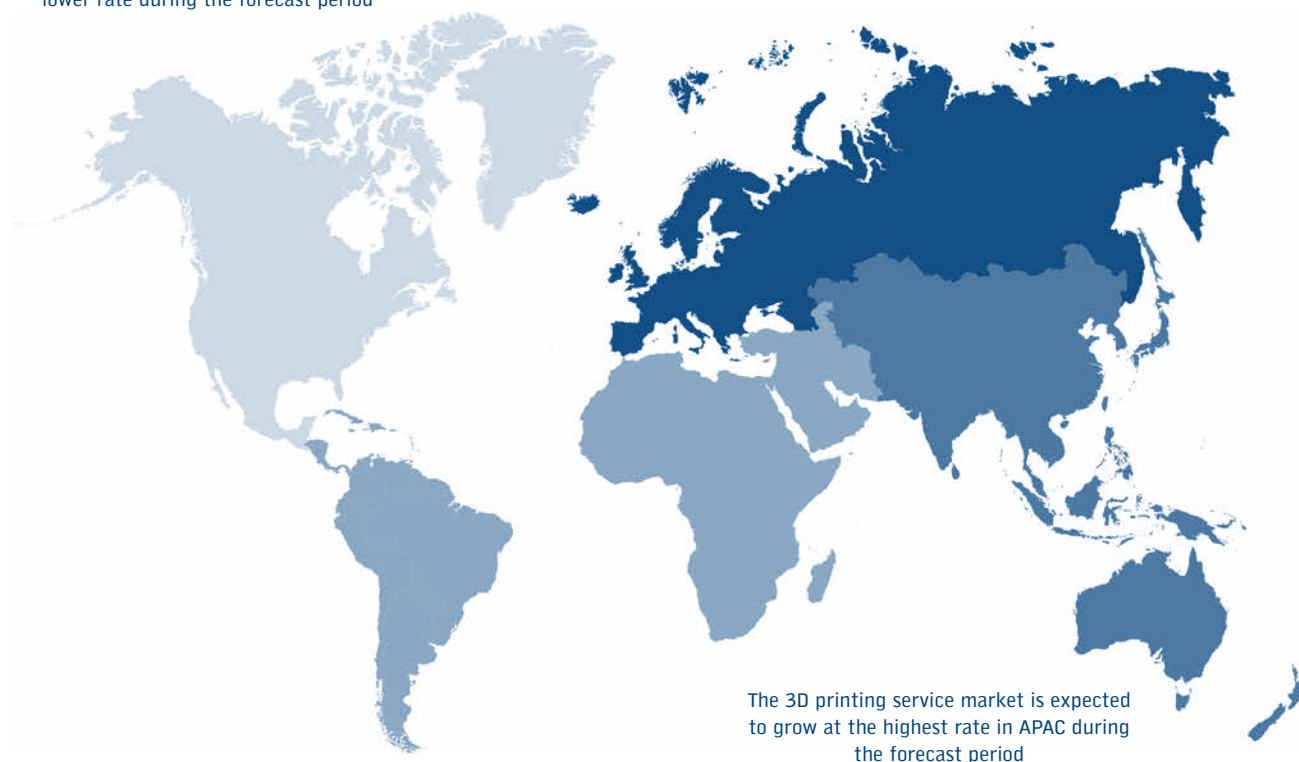 lower rate during the forecast period
The 3D printing service market is expected
to grow at the highest rate in APAC during
the forecast period